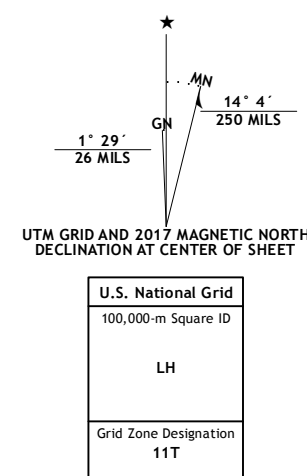 ★
MN
GN
14° 4´
250 MILS
1° 29´
26 MILS
UTM GRID AND 2017 MAGNETIC NORTH
DECLINATION AT CENTER OF SHEET
U.S. National Grid
100,000-m Square ID
LH
Grid Zone Designation
11T